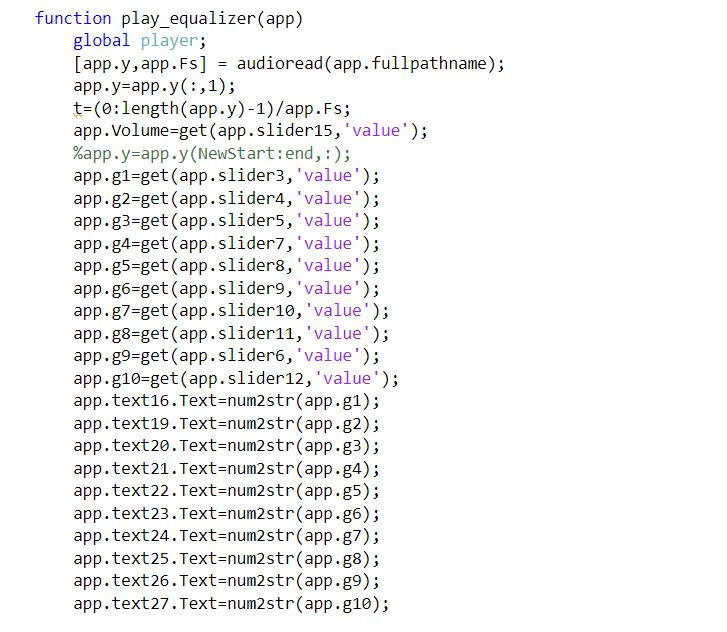 function play_equalizer(app)
global player;
[app.y,app.Fs] = audioread(app.fullpathname);
app.y=app.y(:,1);
t=(0:length(app.y)-1)/app.Fs;
app.Volume=get(app.slider15,'value');
%app.y=app.y(NewStart:end,:);
app.g1=get(app.slider3,'value');
app.g2=get(app.slider4,'value');
app.g3=get(app.slider5,'value');
app.g4=get(app.slider7,'value');
app.g5=get(app.slider8,'value');
app.g6=get(app.slider9,'value');
app.g7=get(app.slider10,'value');
app.g8=get(app.slider11,'value');
app.g9=get(app.slider6,'value');
app.g10=get(app.slider12,'value');
app.text16.Text=num2str(app.g1);
app.text19.Text=num2str(app.g2);
app.text20.Text=num2str(app.g3);
app.text21.Text=num2str(app.g4);
app.text22.Text=num2str(app.g5);
app.text23.Text=num2str(app.g6);
app.text24.Text=num2str(app.g7);
app.text25.Text=num2str(app.g8);
app.text26.Text=num2str(app.g9);
app.text27.Text=num2str(app.g10);